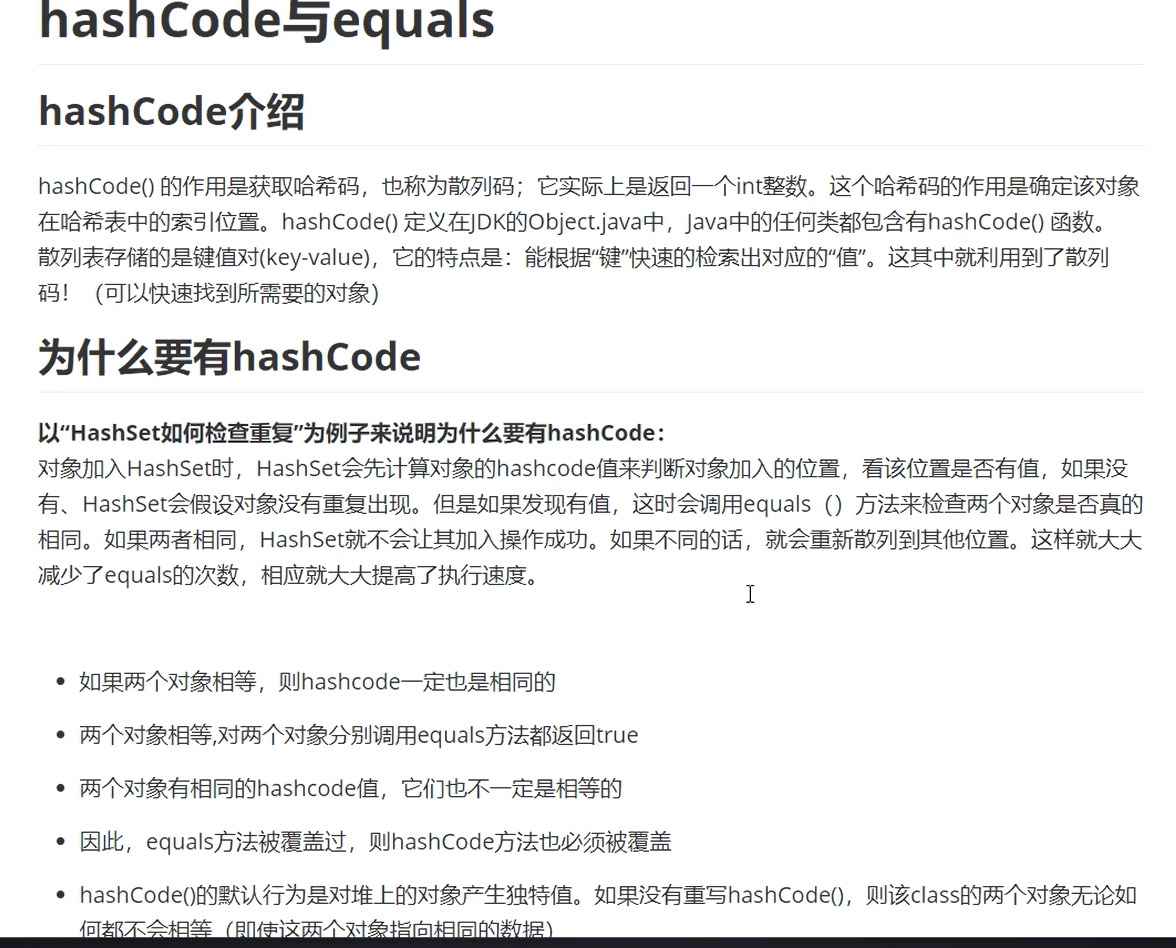 hashCode与equals
hashCode介绍
hashCode() 的作用是获取哈希码，也称为散列码；它实际上是返回一个int整数。这个哈希码的作用是确定该对象
在哈希表中的索引位置。hashCode() 定义在JDK的Object.java中，Java中的任何类都包含有hashCode() 函数。
散列表存储的是键值对(key-value)，它的特点是：能根据“键”快速的检索出对应的“值”。这其中就利用到了散列
码！（可以快速找到所需要的对象）
为什么要有hashCode
以“HashSet如何检查重复”为例子来说明为什么要有hashCode：
对象加入HashSet时，HashSet会先计算对象的hashcode值来判断对象加入的位置，看该位置是否有值，如果没
有、HashSet会假设对象没有重复出现。但是如果发现有值，这时会调用equals（）方法来检查两个对象是否真的
相同。如果两者相同，HashSet就不会让其加入操作成功。如果不同的话，就会重新散列到其他位置。这样就大大
减少了equals的次数，相应就大大提高了执行速度。
• 如果两个对象相等，则hashcode一定也是相同的
• 两个对象相等,对两个对象分别调用equals方法都返回true
• 两个对象有相同的hashcode值，它们也不一定是相等的
• 因此，equals方法被覆盖过，则hashCode方法也必须被覆盖
• hashCode()的默认行为是对堆上的对象产生独特值。如果没有重写hashCode()，则该class的两个对象无论如
何都不会相等（即使这两个对象指向相同的数据）